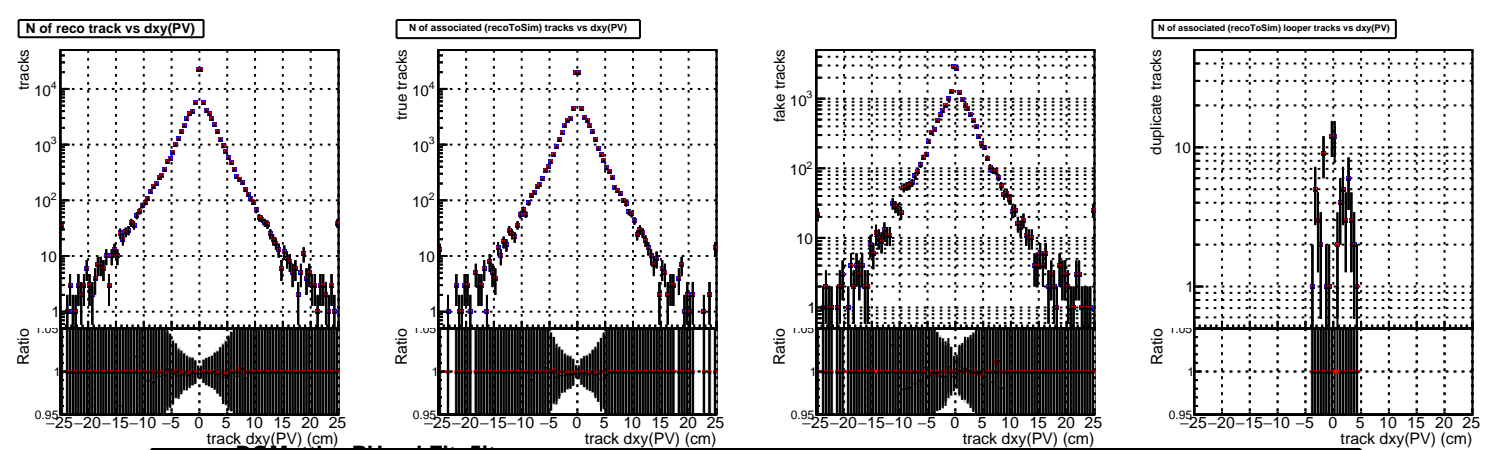 N of reco track vs dxy(PV)
N of associated (recoToSim) tracks vs dxy(PV)
N of associated (recoToSim) looper tracks vs dxy(PV)
tracks
10⁴
10³
10²
10
1
Ratio
1.05
1
0.95
−25 −20 −15 −10 −5 0 5 10 15 20 25
track dxy(PV) (cm)
true tracks
10⁴
10³
10²
10
1
Ratio
1.05
1
0.95
−25 −20 −15 −10 −5 0 5 10 15 20 25
track dxy(PV) (cm)
fake tracks
10³
10²
10
1
Ratio
1.05
1
0.95
−25 −20 −15 −10 −5 0 5 10 15 20 25
track dxy(PV) (cm)
duplicate tracks
10
1
Ratio
1.05
1
0.95
−25 −20 −15 −10 −5 0 5 10 15 20 25
track dxy(PV) (cm)